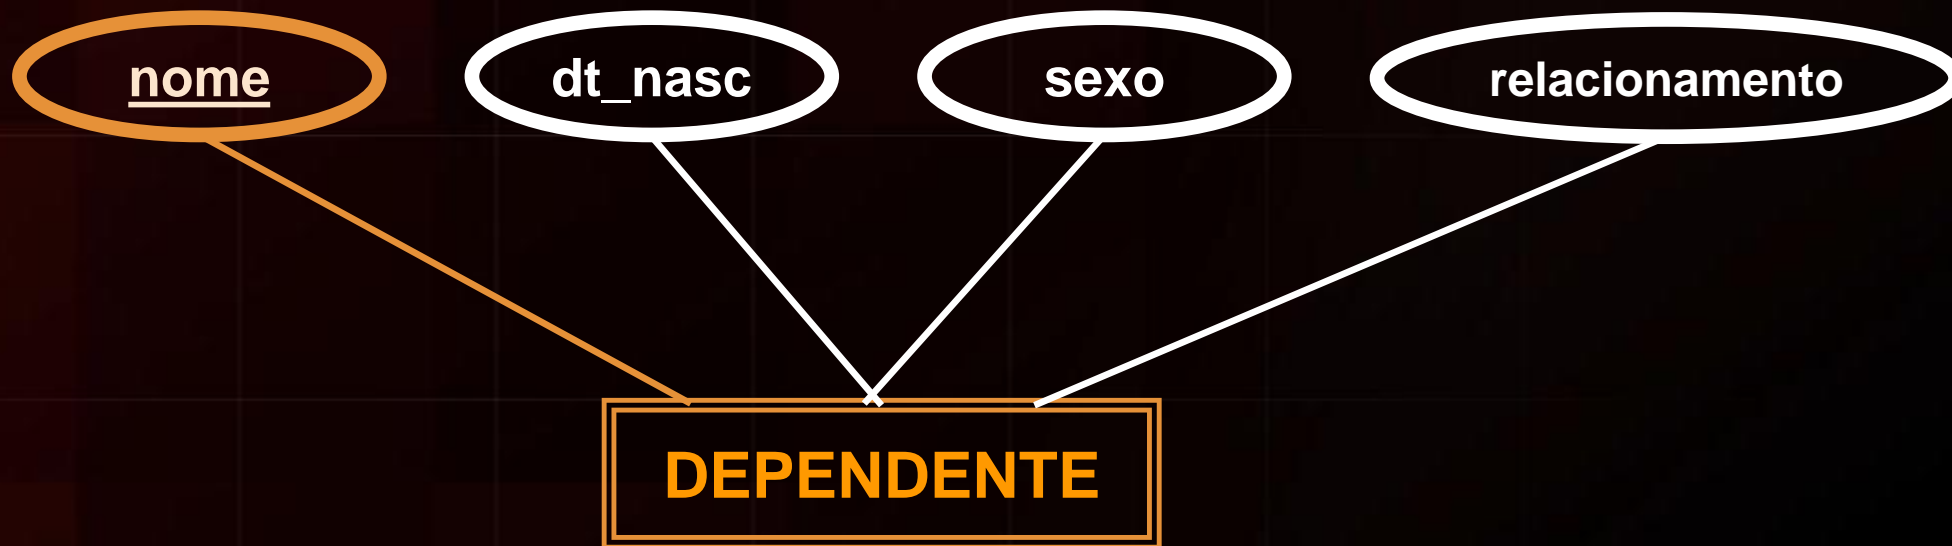 nome
dt_nasc
sexo
relacionamento
DEPENDENTE